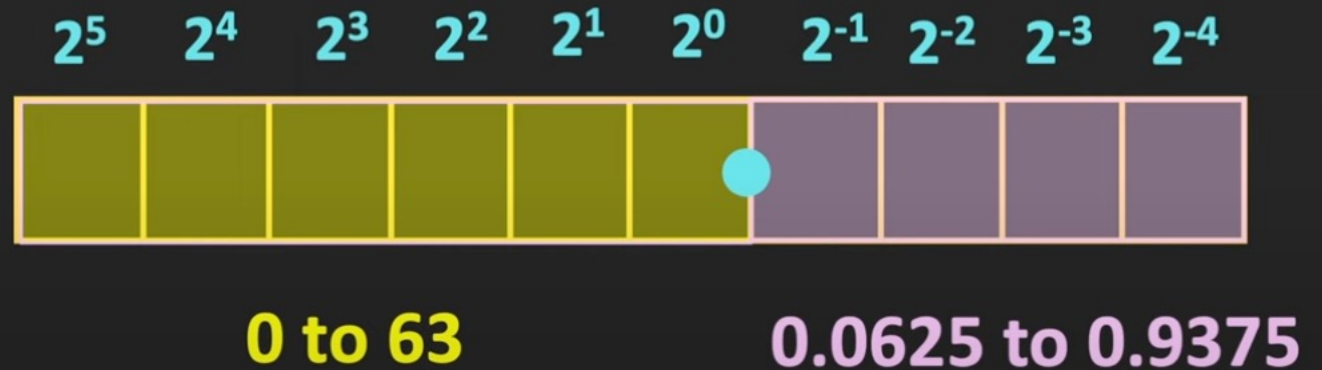 2⁵ 2⁴ 2³ 2² 2¹ 2⁰ 2⁻¹ 2⁻² 2⁻³ 2⁻⁴
0 to 63 0.0625 to 0.9375